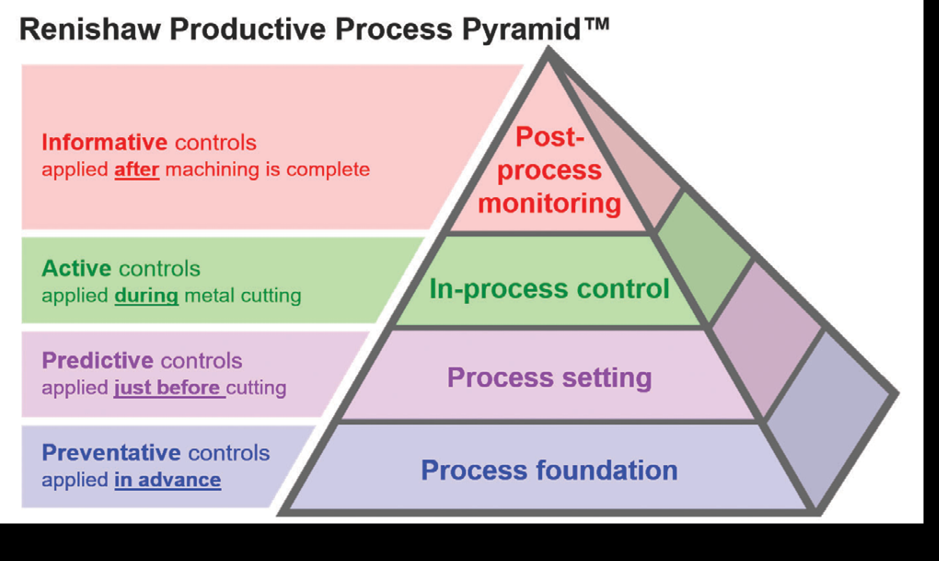 Renishaw Productive Process Pyramid™
Informative controls
applied after machining is complete
Post-
process
monitoring
Active controls
applied during metal cutting
In-process control
Predictive controls
applied just before cutting
Process setting
Preventative controls
applied in advance
Process foundation